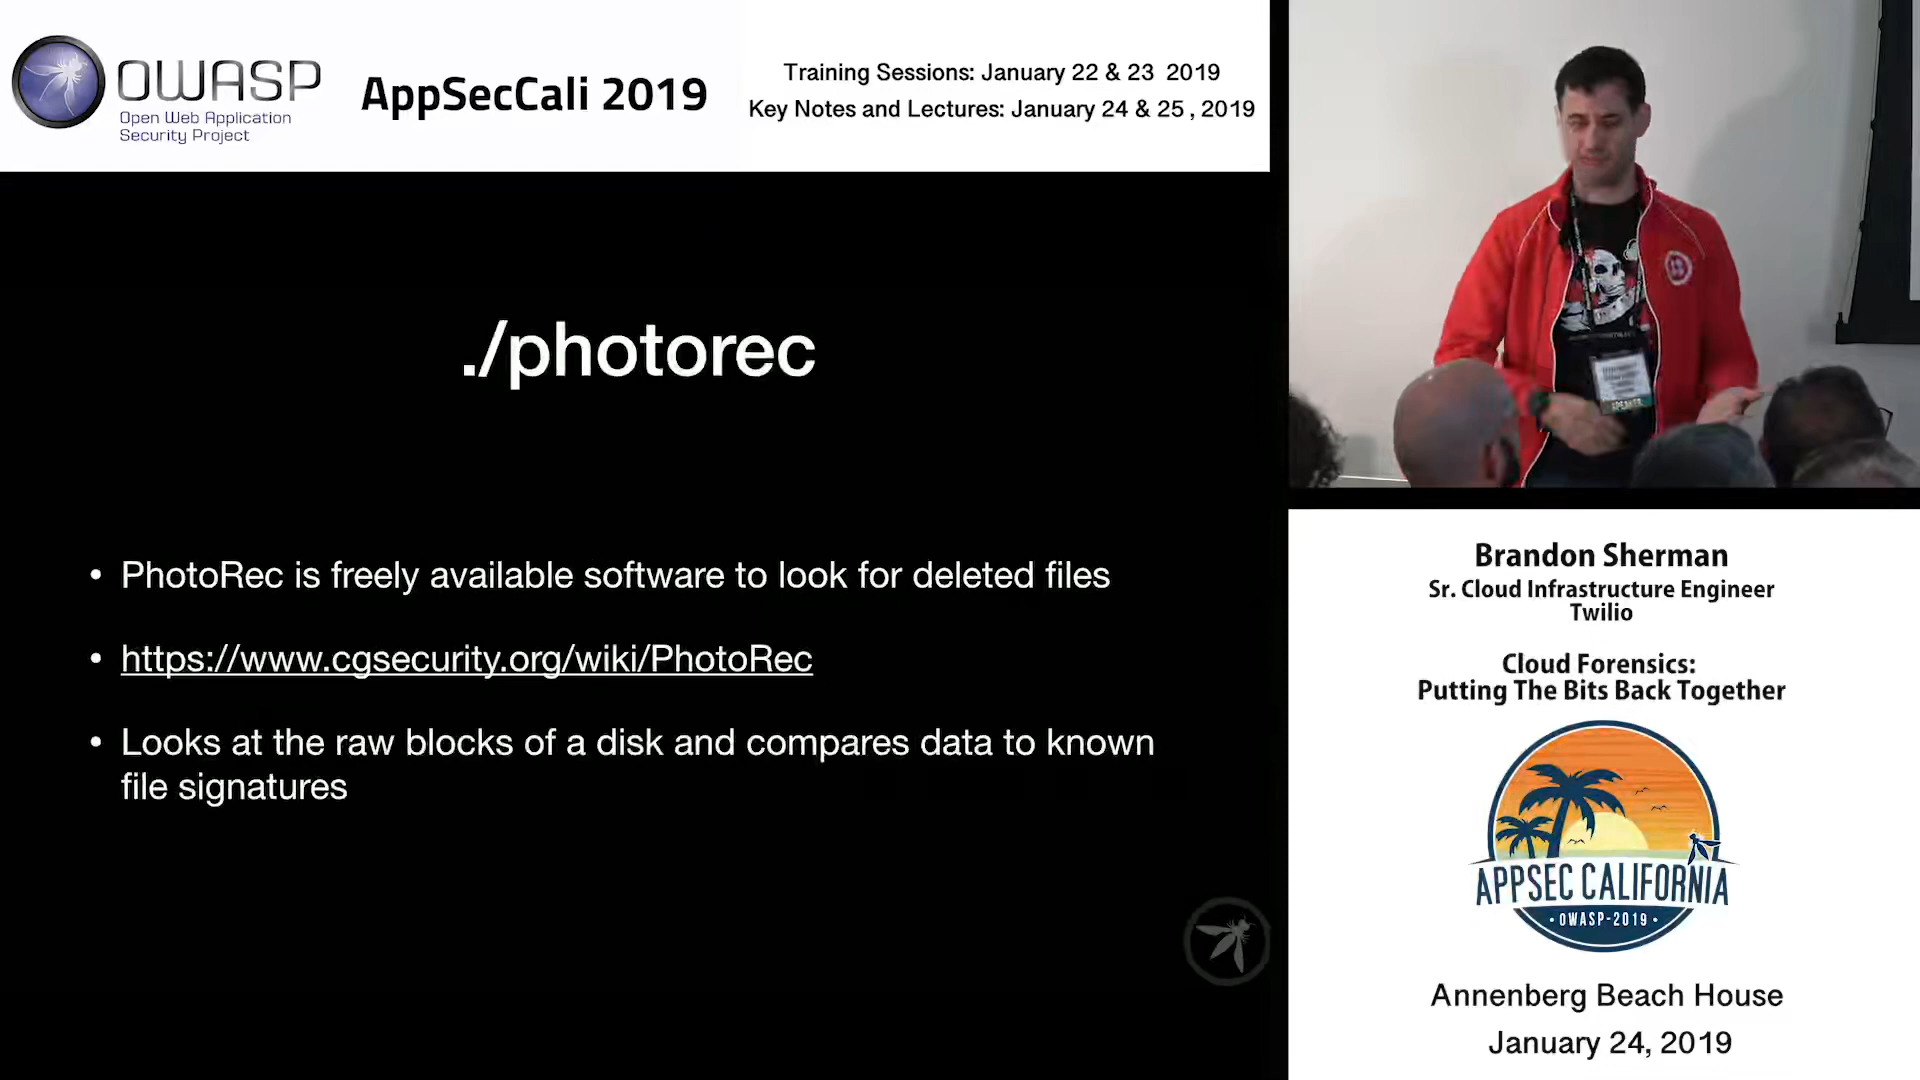 OWASP
Open Web Application
Security Project
AppSecCali 2019
Training Sessions: January 22 & 23 2019
Key Notes and Lectures: January 24 & 25 , 2019
./photorec
• PhotoRec is freely available software to look for deleted files
• https://www.cgsecurity.org/wiki/PhotoRec
• Looks at the raw blocks of a disk and compares data to known
file signatures
SPEAKER
Brandon Sherman
Sr. Cloud Infrastructure Engineer
Twilio
Cloud Forensics:
Putting The Bits Back Together
APPSEC CALIFORNIA
• OWASP-2019 •
Annenberg Beach House
January 24, 2019